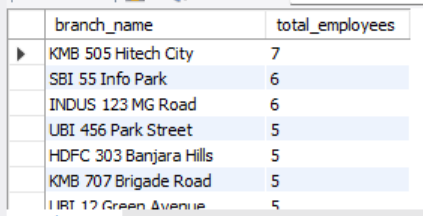 branch_name total_employees
KMB 505 Hitech City 7
SBI 55 Info Park 6
INDUS 123 MG Road 6
UBI 456 Park Street 5
HDFC 303 Banjara Hills 5
KMB 707 Brigade Road 5
UBI 12 Green Avenue 5